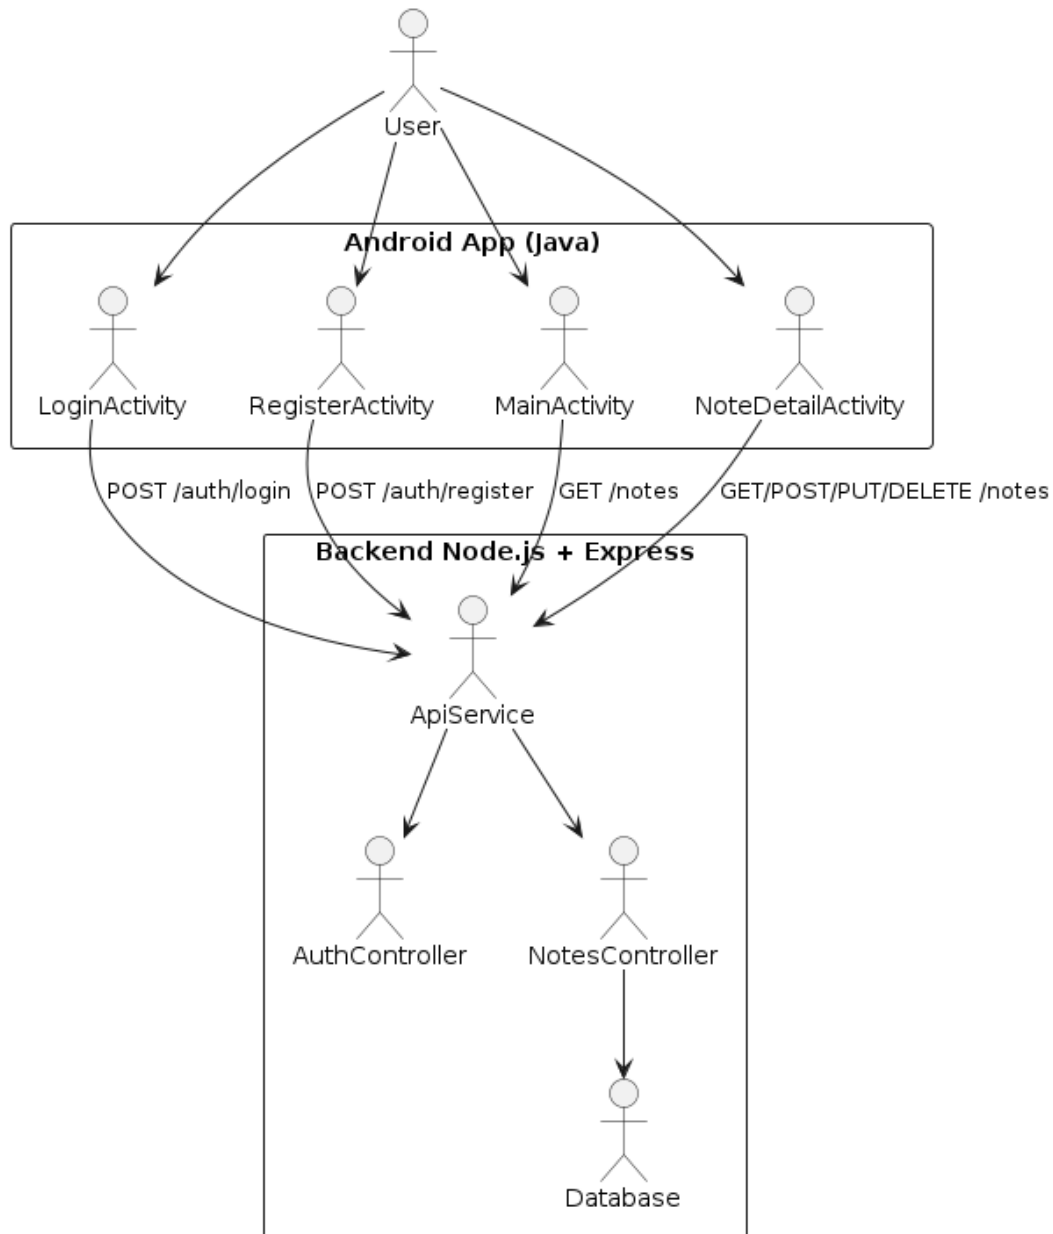 User
Android App (Java)
LoginActivity
RegisterActivity
MainActivity
NoteDetailActivity
POST /auth/login
POST /auth/register
GET /notes
GET/POST/PUT/DELETE /notes
Backend Node.js + Express
ApiService
AuthController
NotesController
Database